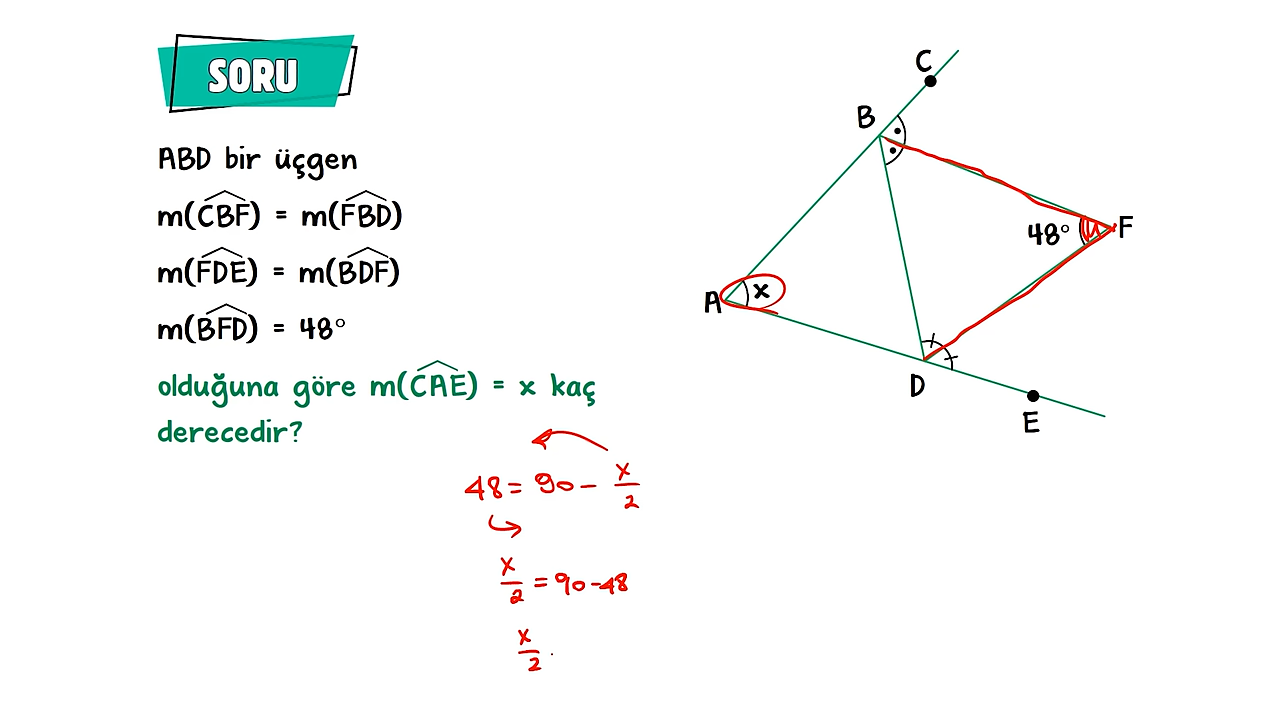 SORU
ABD bir üçgen
m(CBF) = m(FBD)
m(FDE) = m(BDF)
m(BFD) = 48°
olduğuna göre m(CAE) = x kaç
derecedir?
C
B
48°
F
A
x
D
E
48 = 90 - x/2
x/2 = 90-48
x/2